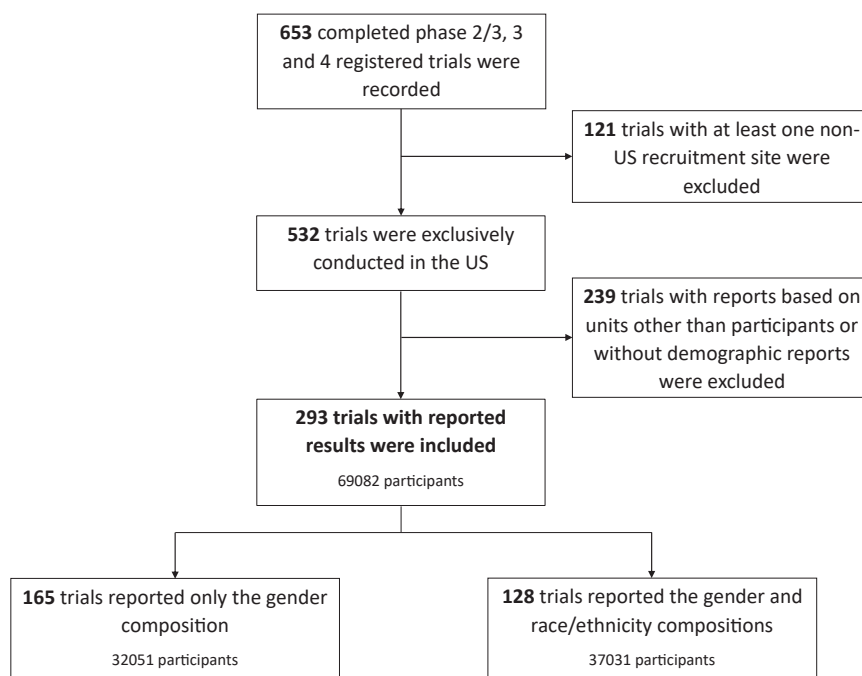 653 completed phase 2/3, 3
and 4 registered trials were
recorded
121 trials with at least one non-
US recruitment site were
excluded
532 trials were exclusively
conducted in the US
239 trials with reports based on
units other than participants or
without demographic reports
were excluded
293 trials with reported
results were included
69082 participants
165 trials reported only the gender
composition
32051 participants
128 trials reported the gender and
race/ethnicity compositions
37031 participants